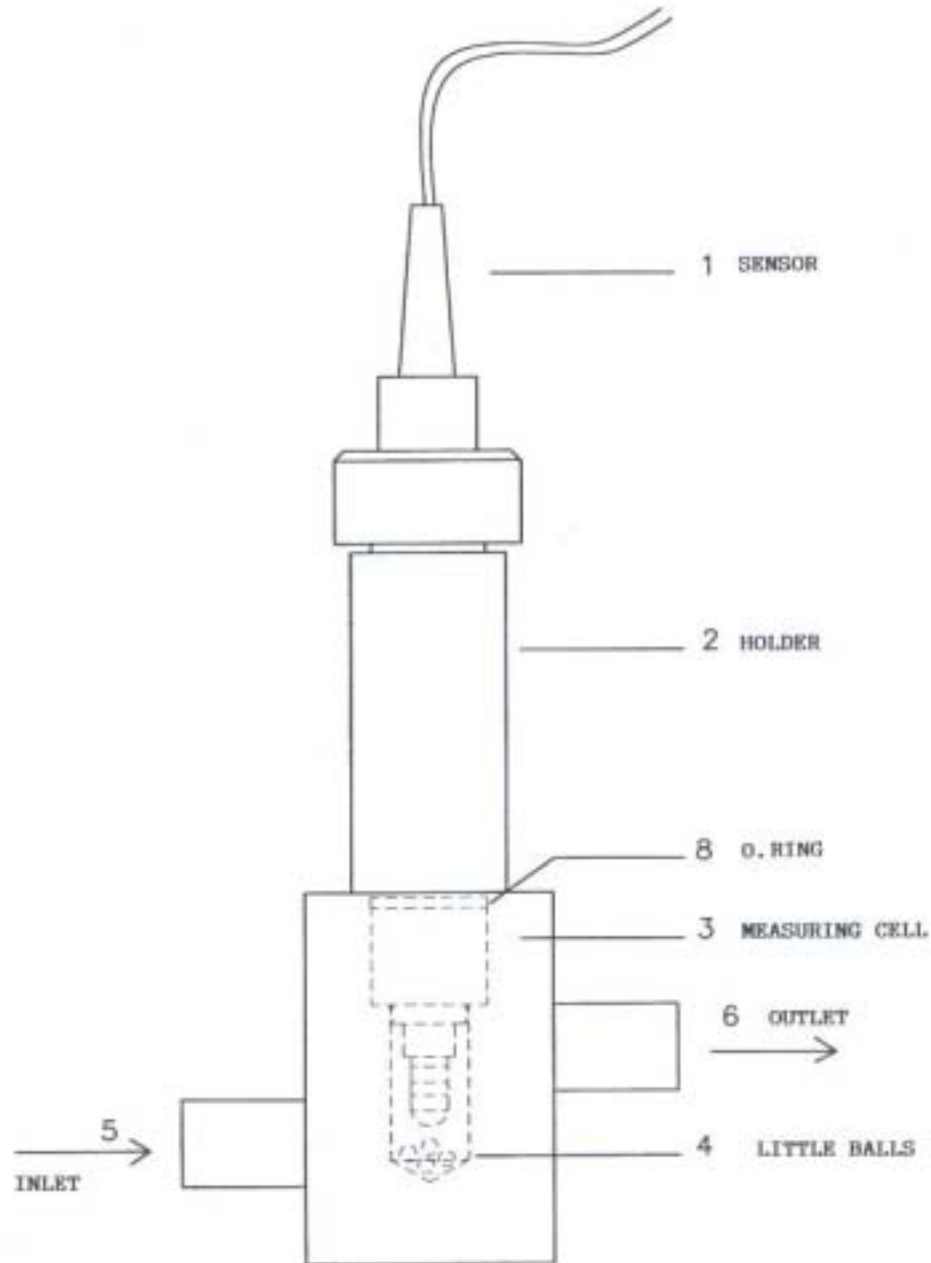 1 SENSOR
2 HOLDER
8 O.RING
3 MEASURING CELL
6 OUTLET
5
INLET
4 LITTLE BALLS